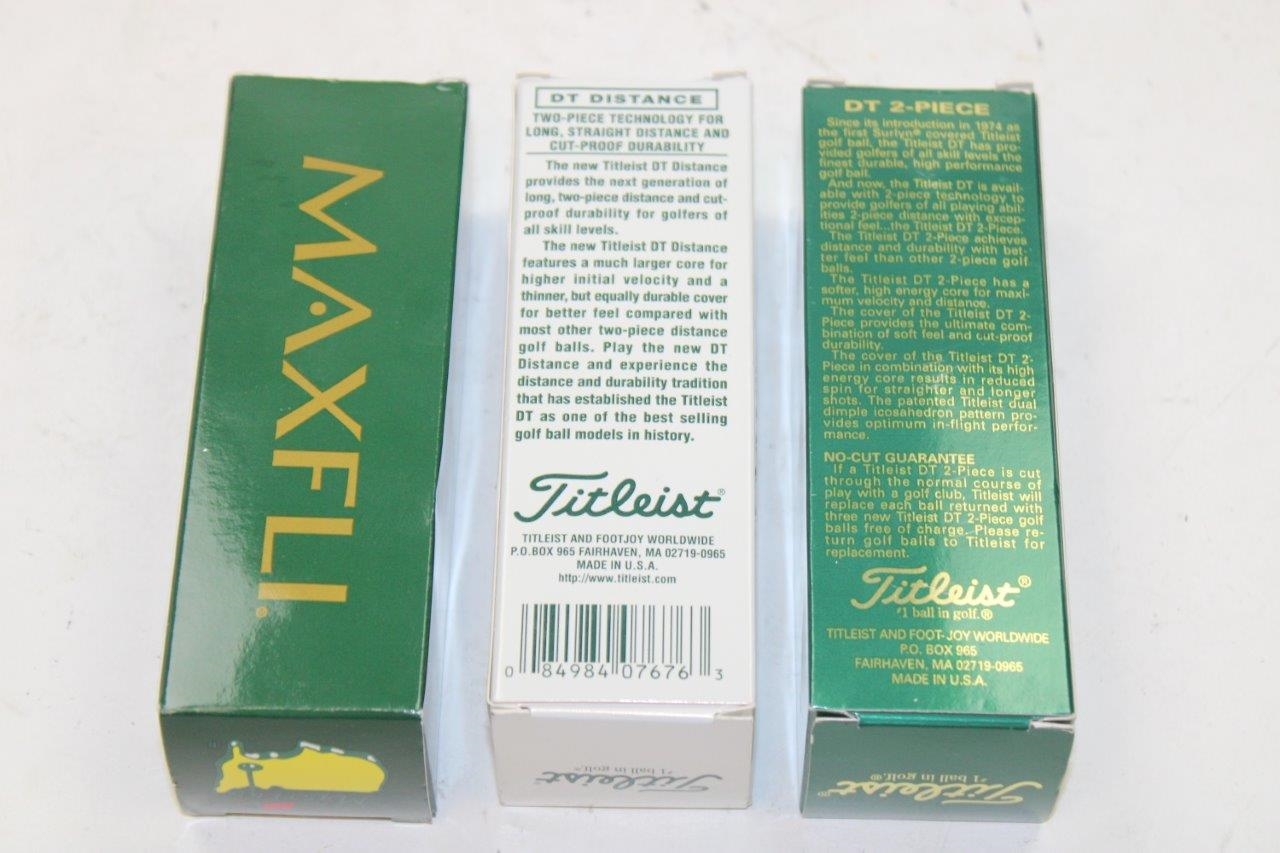 MAXFLI®
DT DISTANCE
TWO-PIECE TECHNOLOGY FOR
LONG, STRAIGHT DISTANCE AND
CUT-PROOF DURABILITY
The new Titleist DT Distance
provides the next generation of
long, two-piece distance and cut-
proof durability for golfers of
all skill levels.
The new Titleist DT Distance
features a much larger core for
higher initial velocity and a
thinner, but equally durable cover
for better feel compared with
most other two-piece distance
golf balls. Play the new DT
Distance and experience the
distance and durability tradition
that has established the Titleist
DT as one of the best selling
golf ball models in history.
Titleist®
TITLEIST AND FOOTJOY WORLDWIDE
P.O.BOX 965 FAIRHAVEN, MA 02719-0965
MADE IN U.S.A.
http://www.titleist.com
0 84984 07676 3
Titleist
#1 ball in golf.®
DT 2-PIECE
Since its introduction in 1974 as
the first Surlyn® covered Titleist
golf ball, the Titleist DT has pro-
vided golfers of all skill levels the
finest durable, high performance
golf ball.
And now, the Titleist DT is avail-
able with 2-piece technology to
provide golfers of all playing abil-
ities 2-piece distance with excep-
tional feel...the Titleist DT 2-Piece.
The Titleist DT 2-Piece achieves
distance and durability with bet-
ter feel than other 2-piece golf
balls.
The Titleist DT 2-Piece has a
softer, high energy core for maxi-
mum velocity and distance.
The cover of the Titleist DT 2-
Piece provides the ultimate com-
bination of soft feel and cut-proof
durability.
The cover of the Titleist DT 2-
Piece in combination with its high
energy core results in reduced
spin for straighter and longer
shots. The patented Titleist dual
dimple icosahedron pattern pro-
vides optimum in-flight perfor-
mance.
NO-CUT GUARANTEE
If a Titleist DT 2-Piece is cut
through the normal course of
play with a golf club, Titleist will
replace each ball returned with
three new Titleist DT 2-Piece golf
balls free of charge. Please re-
turn golf balls to Titleist for
replacement.
Titleist®
#1 ball in golf.®
TITLEIST AND FOOT-JOY WORLDWIDE
P.O. BOX 965
FAIRHAVEN, MA 02719-0965
MADE IN U.S.A.
Titleist®
#1 ball in golf.®